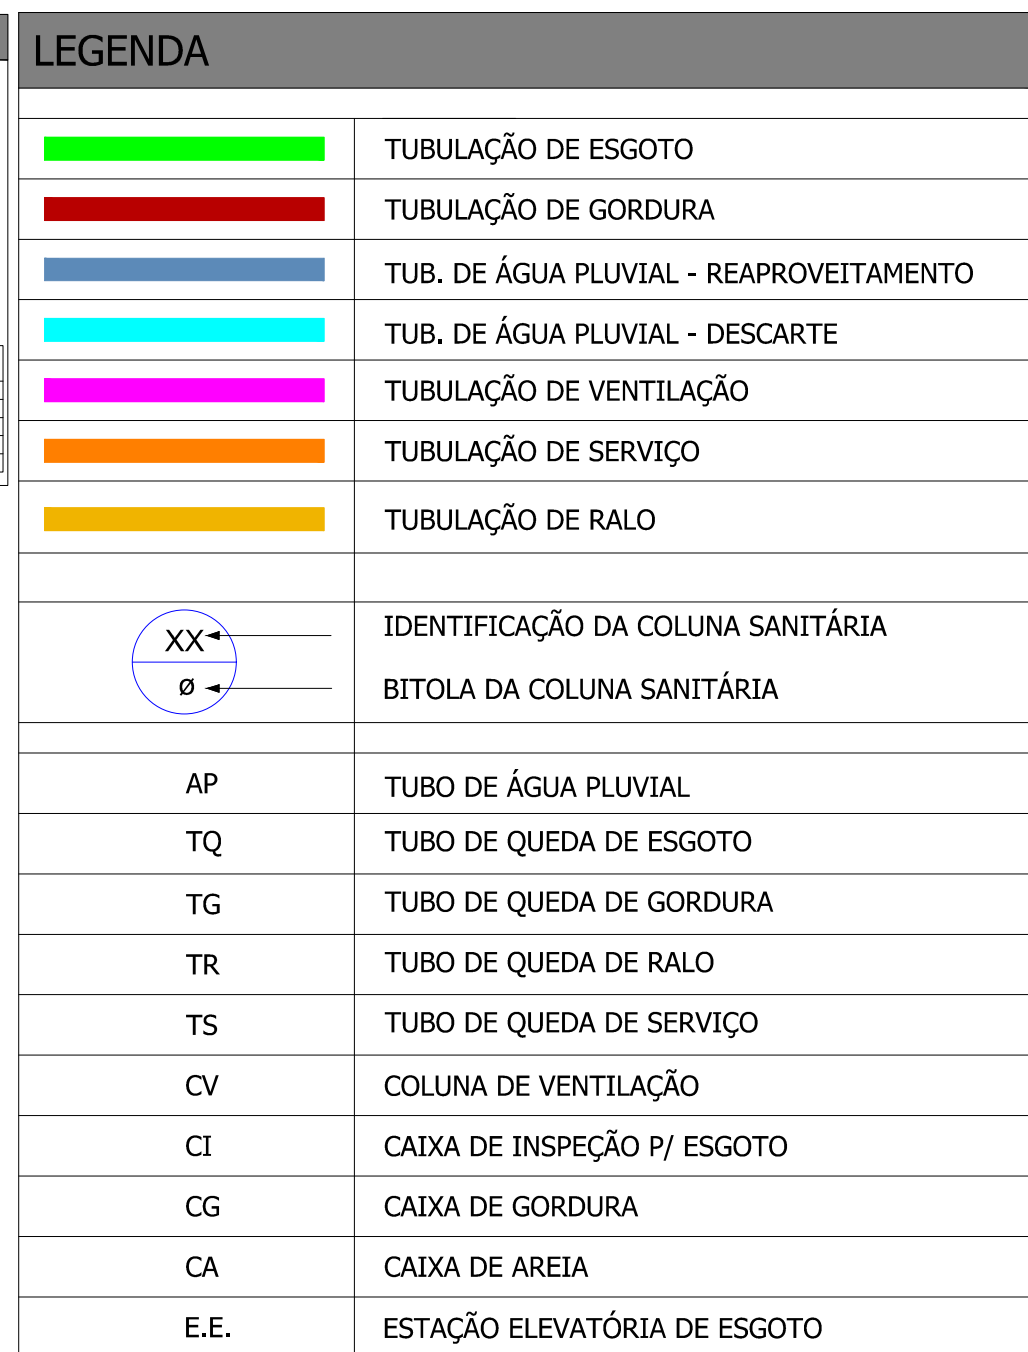 LEGENDA
TUBULAÇÃO DE ESGOTO
TUBULAÇÃO DE GORDURA
TUB. DE ÁGUA PLUVIAL - REAPROVEITAMENTO
TUB. DE ÁGUA PLUVIAL - DESCARTE
TUBULAÇÃO DE VENTILAÇÃO
TUBULAÇÃO DE SERVIÇO
TUBULAÇÃO DE RALO
XX IDENTIFICAÇÃO DA COLUNA SANITÁRIA
ø BITOLA DA COLUNA SANITÁRIA
AP TUBO DE ÁGUA PLUVIAL
TQ TUBO DE QUEDA DE ESGOTO
TG TUBO DE QUEDA DE GORDURA
TR TUBO DE QUEDA DE RALO
TS TUBO DE QUEDA DE SERVIÇO
CV COLUNA DE VENTILAÇÃO
CI CAIXA DE INSPEÇÃO P/ ESGOTO
CG CAIXA DE GORDURA
CA CAIXA DE AREIA
E.E. ESTAÇÃO ELEVATÓRIA DE ESGOTO